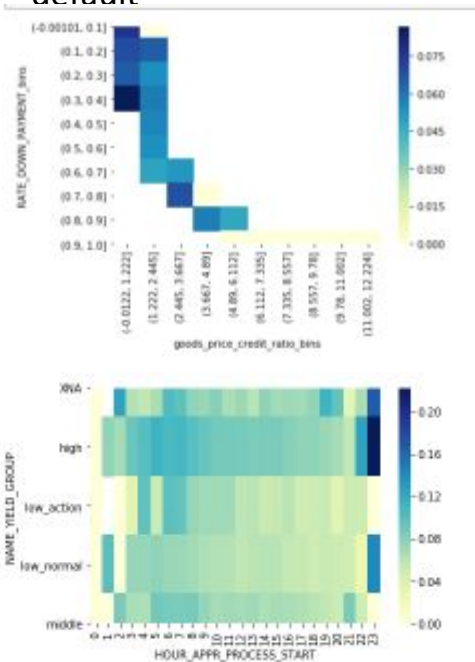 default
(-0.00101, 0.1]
(0.1, 0.2]
(0.2, 0.3]
(0.3, 0.4]
(0.4, 0.5]
(0.5, 0.6]
(0.6, 0.7]
(0.7, 0.8]
(0.8, 0.9]
(0.9, 1.0]
RATE_DOWN_PAYMENT_bins
0.075
0.060
0.045
0.030
0.015
0.000
(-0.0122, 1.222]
(1.222, 2.445]
(2.445, 3.667]
(3.667, 4.89]
(4.89, 6.112]
(6.112, 7.335]
(7.335, 8.557]
(8.557, 9.78]
(9.78, 11.002]
(11.002, 12.224]
goods_price_credit_ratio_bins
XNA
high
low_action
low_normal
middle
NAME_YIELD_GROUP
0.20
0.16
0.12
0.08
0.04
0.00
0 1 2 3 4 5 6 7 8 9 10 11 12 13 14 15 16 17 18 19 20 21 22 23
HOUR_APPR_PROCESS_START